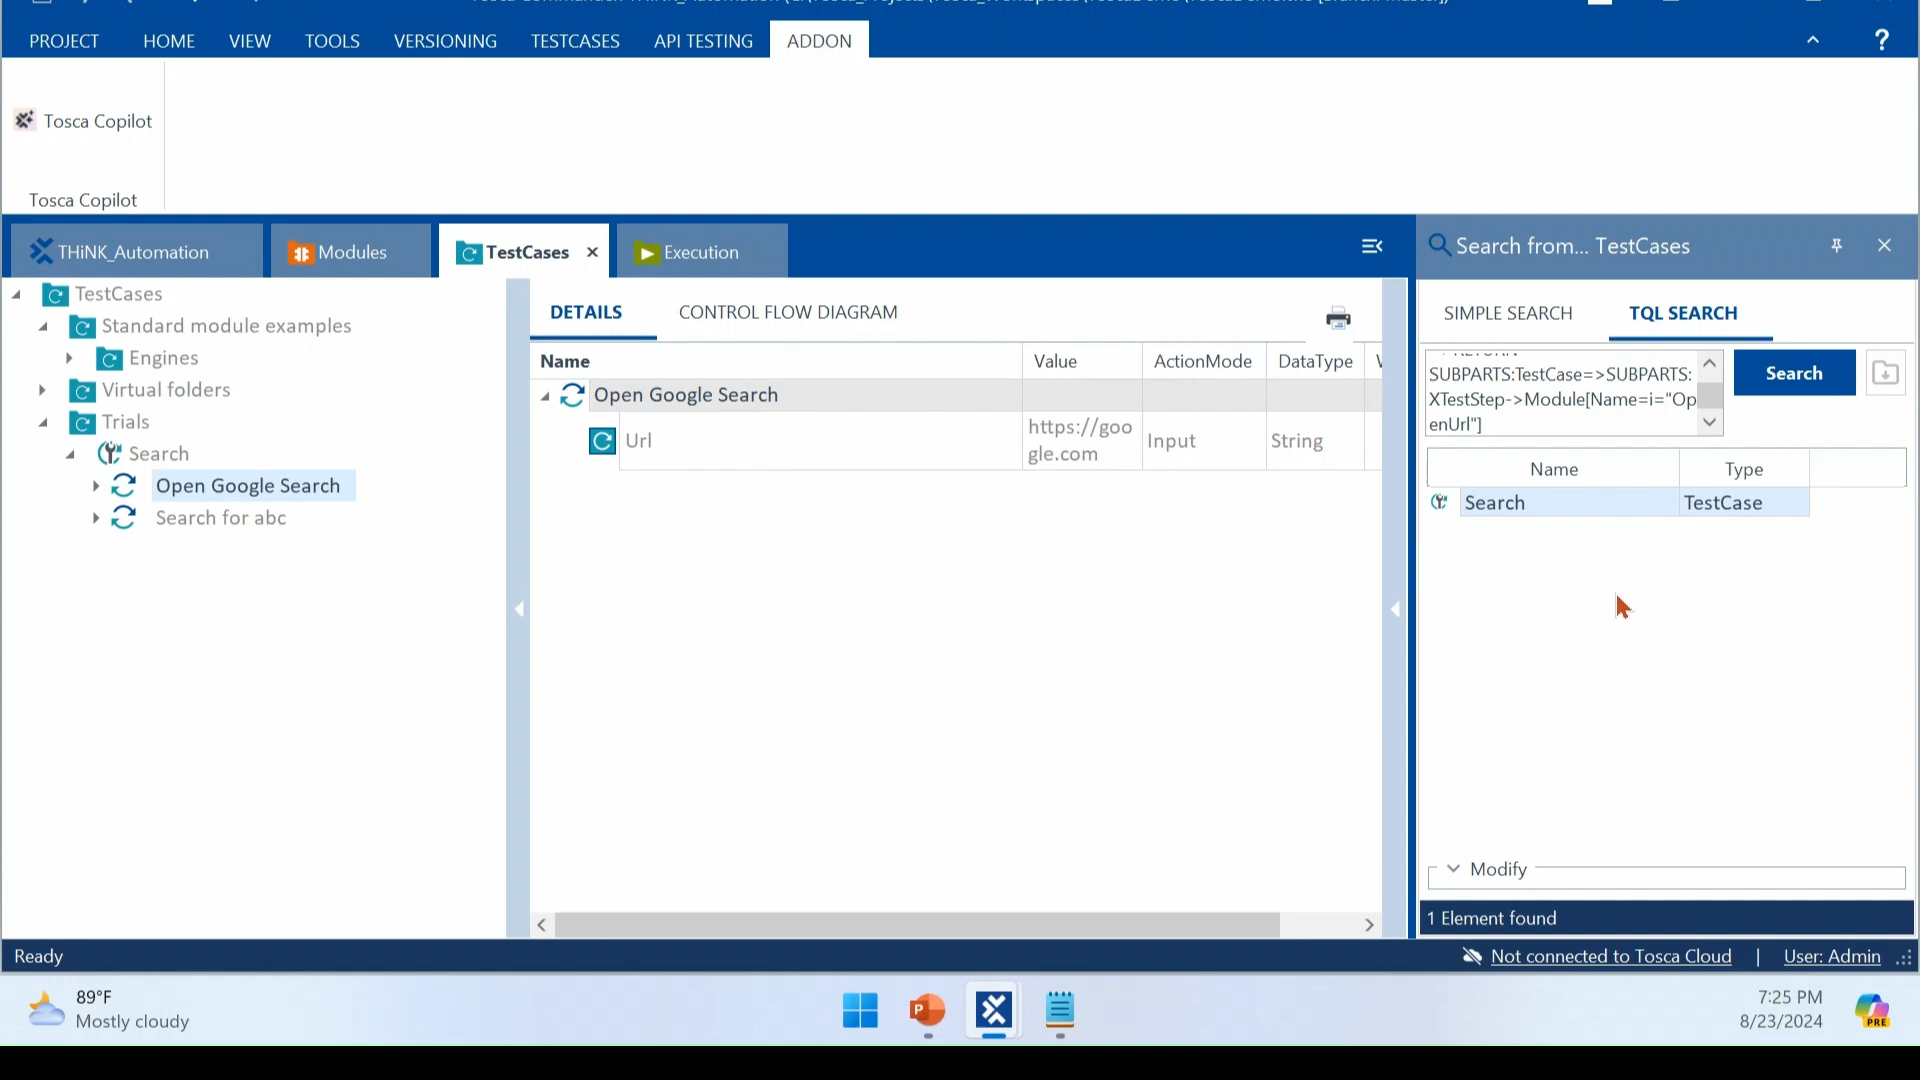 PROJECT HOME VIEW TOOLS VERSIONING TESTCASES API TESTING ADDON ?
Tosca Copilot
Tosca Copilot
THiNK_Automation Modules TestCases Execution
Search from... TestCases
TestCases
Standard module examples
Engines
Virtual folders
Trials
Search
Open Google Search
Search for abc
DETAILS CONTROL FLOW DIAGRAM
Name Value ActionMode DataType
Open Google Search
Url https://goo
gle.com Input String
SIMPLE SEARCH TQL SEARCH
SUBPARTS:TestCase=>SUBPARTS:
XTestStep->Module[Name=i="Op
enUrl"]
Search
Name Type
Search TestCase
Modify
1 Element found
Ready Not connected to Tosca Cloud | User: Admin
89°F
Mostly cloudy
7:25 PM
8/23/2024
PRE